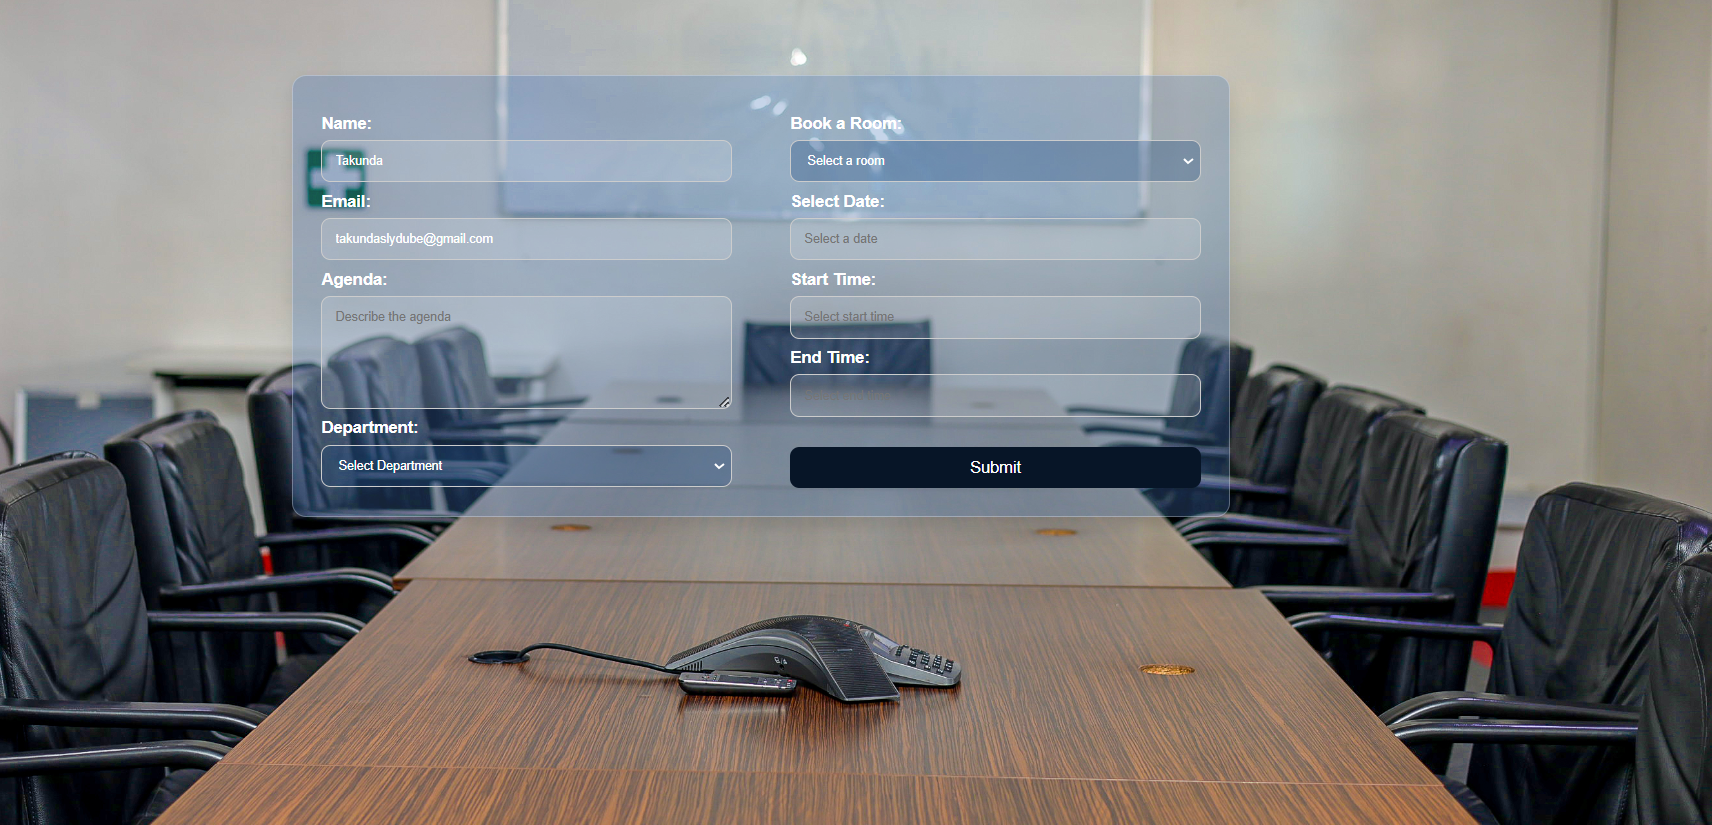 Name:
Takunda
Email:
takundaslydube@gmail.com
Agenda:
Describe the agenda
Department:
Select Department
Book a Room:
Select a room
Select Date:
Select a date
Start Time:
Select start time
End Time:
Submit